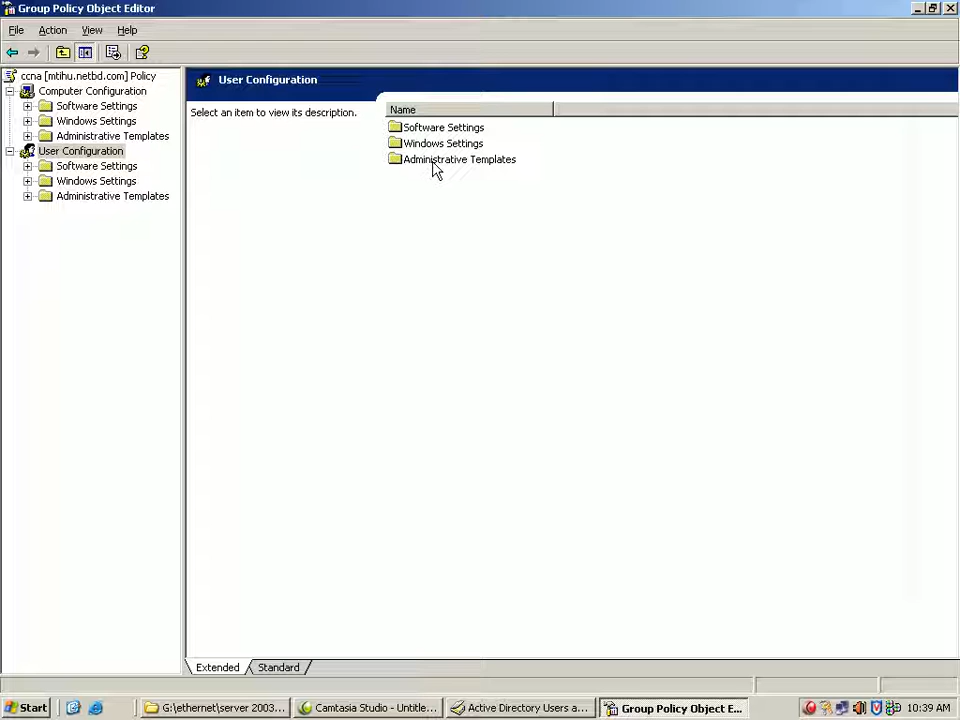 Group Policy Object Editor
File Action View Help
ccna [mtihu.netbd.com] Policy
Computer Configuration
Software Settings
Windows Settings
Administrative Templates
User Configuration
Software Settings
Windows Settings
Administrative Templates
User Configuration
Select an item to view its description.
Name
Software Settings
Windows Settings
Administrative Templates
Extended Standard
Start G:\ethernet\server 2003... Camtasia Studio - Untitle... Active Directory Users a... Group Policy Object E... 10:39 AM